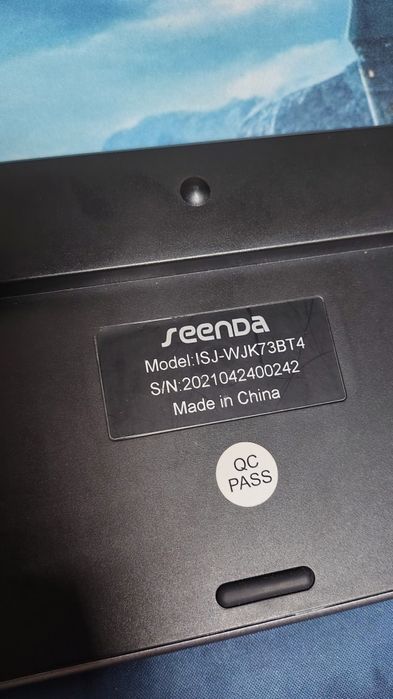 seenda
Model:ISJ-WJK73BT4
S/N:2021042400242
Made in China
QC
PASS